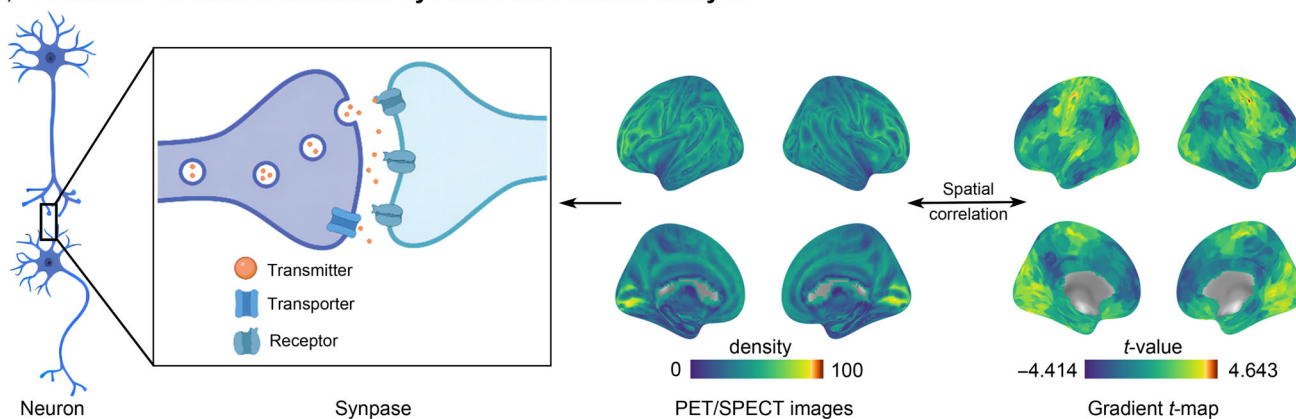 Transmitter
Transporter
Receptor
Spatial
correlation
density
0
100
t-value
−4.414
4.643
Neuron
Synpase
PET/SPECT images
Gradient t-map